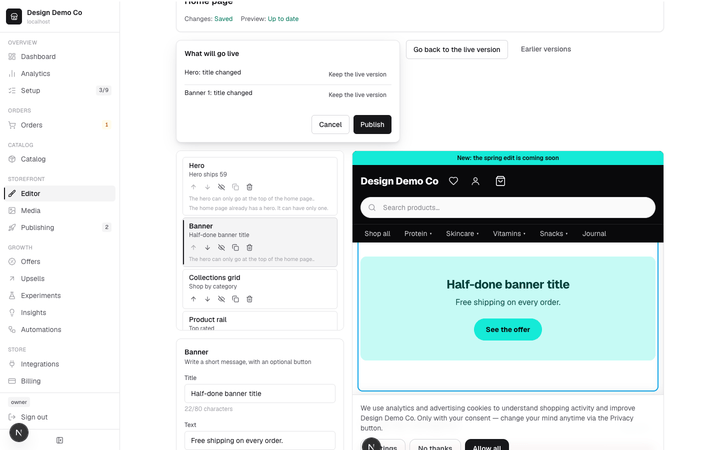 Design Demo Co
localhost
OVERVIEW
Dashboard
Analytics
Setup 3/9
ORDERS
Orders 1
CATALOG
Catalog
STOREFRONT
Editor
Media
Publishing 2
GROWTH
Offers
Upsells
Experiments
Insights
Automations
STORE
Integrations
Billing
owner
Sign out
N
Home page
Changes: Saved Preview: Up to date
What will go live
Hero: title changed Keep the live version
Banner 1: title changed Keep the live version
Cancel Publish
Go back to the live version Earlier versions
Hero
Hero ships 59
The hero can only go at the top of the home page..
The home page already has a hero. It can have only one.
Banner
Half-done banner title
The hero can only go at the top of the home page..
Collections grid
Shop by category
Product rail
Top rated
Banner
Write a short message, with an optional button
Title
Half-done banner title
22/80 characters
Text
Free shipping on every order.
New: the spring edit is coming soon
Design Demo Co
Search products...
Shop all Protein Skincare Vitamins Snacks Journal
Half-done banner title
Free shipping on every order.
See the offer
We use analytics and advertising cookies to understand shopping activity and improve
Design Demo Co. Only with your consent — change your mind anytime via the Privacy
button.
N
No thanks Allow all